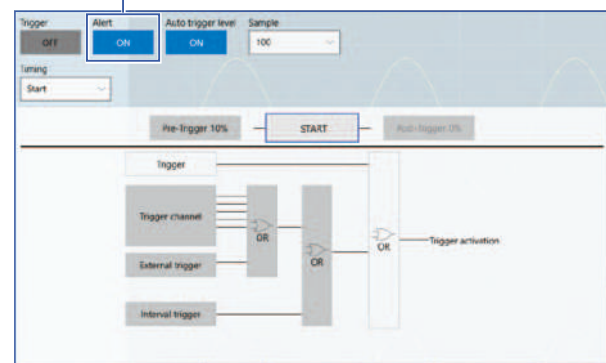 Trigger Alert Auto trigger level Sample
OFF ON ON 100
Timing
Start
Pre-Trigger 10% START Post-Trigger 0%
Trigger
Trigger channel
OR
OR
OR
Trigger activation
External trigger
Interval trigger